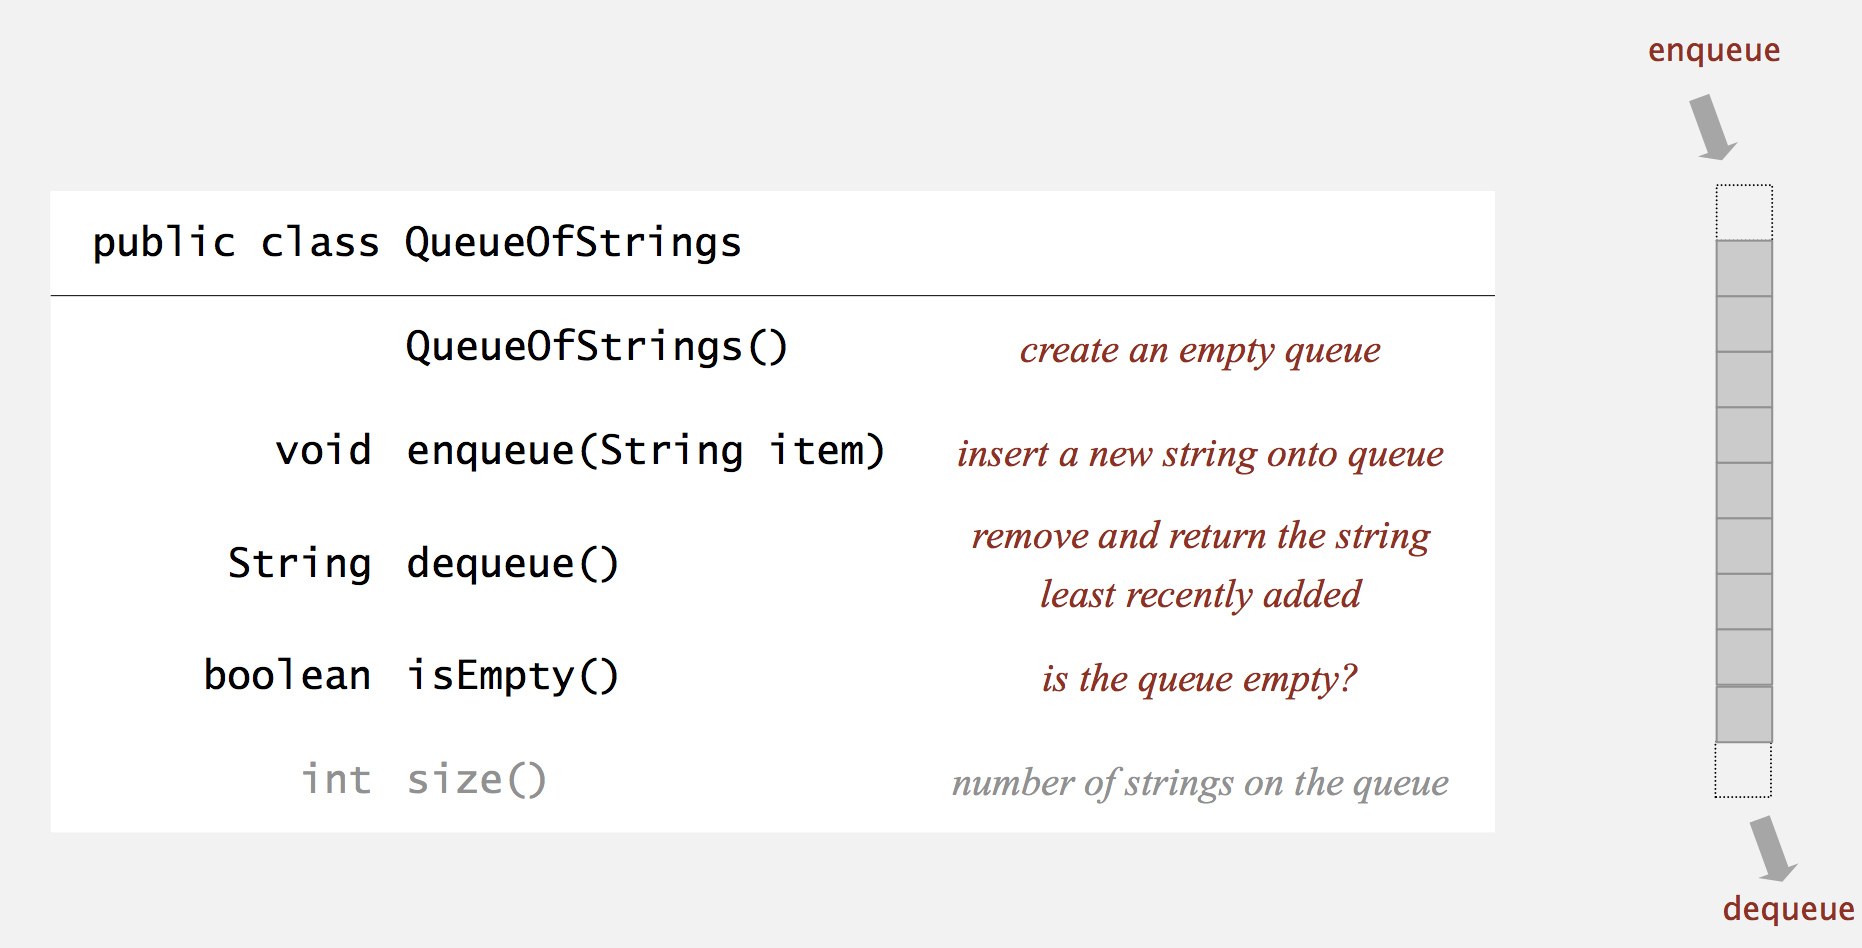 enqueue
public class QueueOfStrings
QueueOfStrings() create an empty queue
void enqueue(String item) insert a new string onto queue
String dequeue() remove and return the string
least recently added
boolean isEmpty() is the queue empty?
int size() number of strings on the queue
dequeue